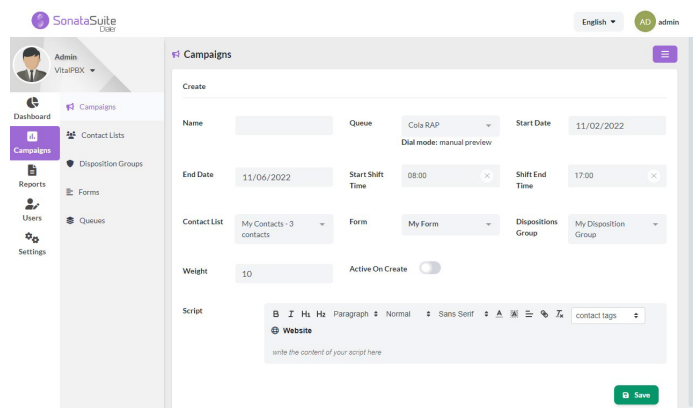 SonataSuite
Dialer
English
AD admin
Admin
VitalPBX
Dashboard
Campaigns
Reports
Users
Settings
Campaigns
Contact Lists
Disposition Groups
Forms
Queues
Campaigns
Create
Name
Queue
Cola RAP
Dial mode: manual preview
Start Date
11/02/2022
End Date
11/06/2022
Start Shift
Time
08:00
Shift End
Time
17:00
Contact List
My Contacts - 3
contacts
Form
My Form
Dispositions
Group
My Disposition
Group
Weight
10
Active On Create
Script
B I H1 H2 Paragraph Normal Sans Serif A A contact tags
Website
write the content of your script here
Save